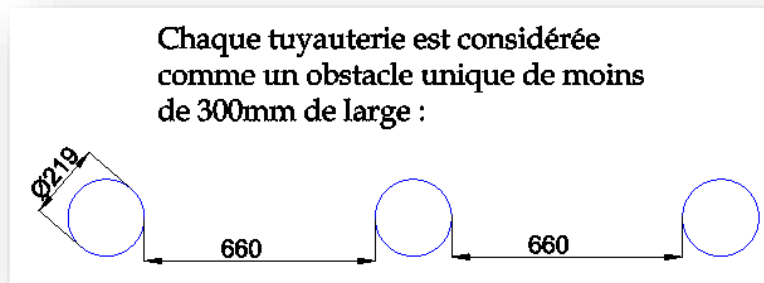 Chaque tuyauterie est considérée
comme un obstacle unique de moins
de 300mm de large :
Ø219
660
660